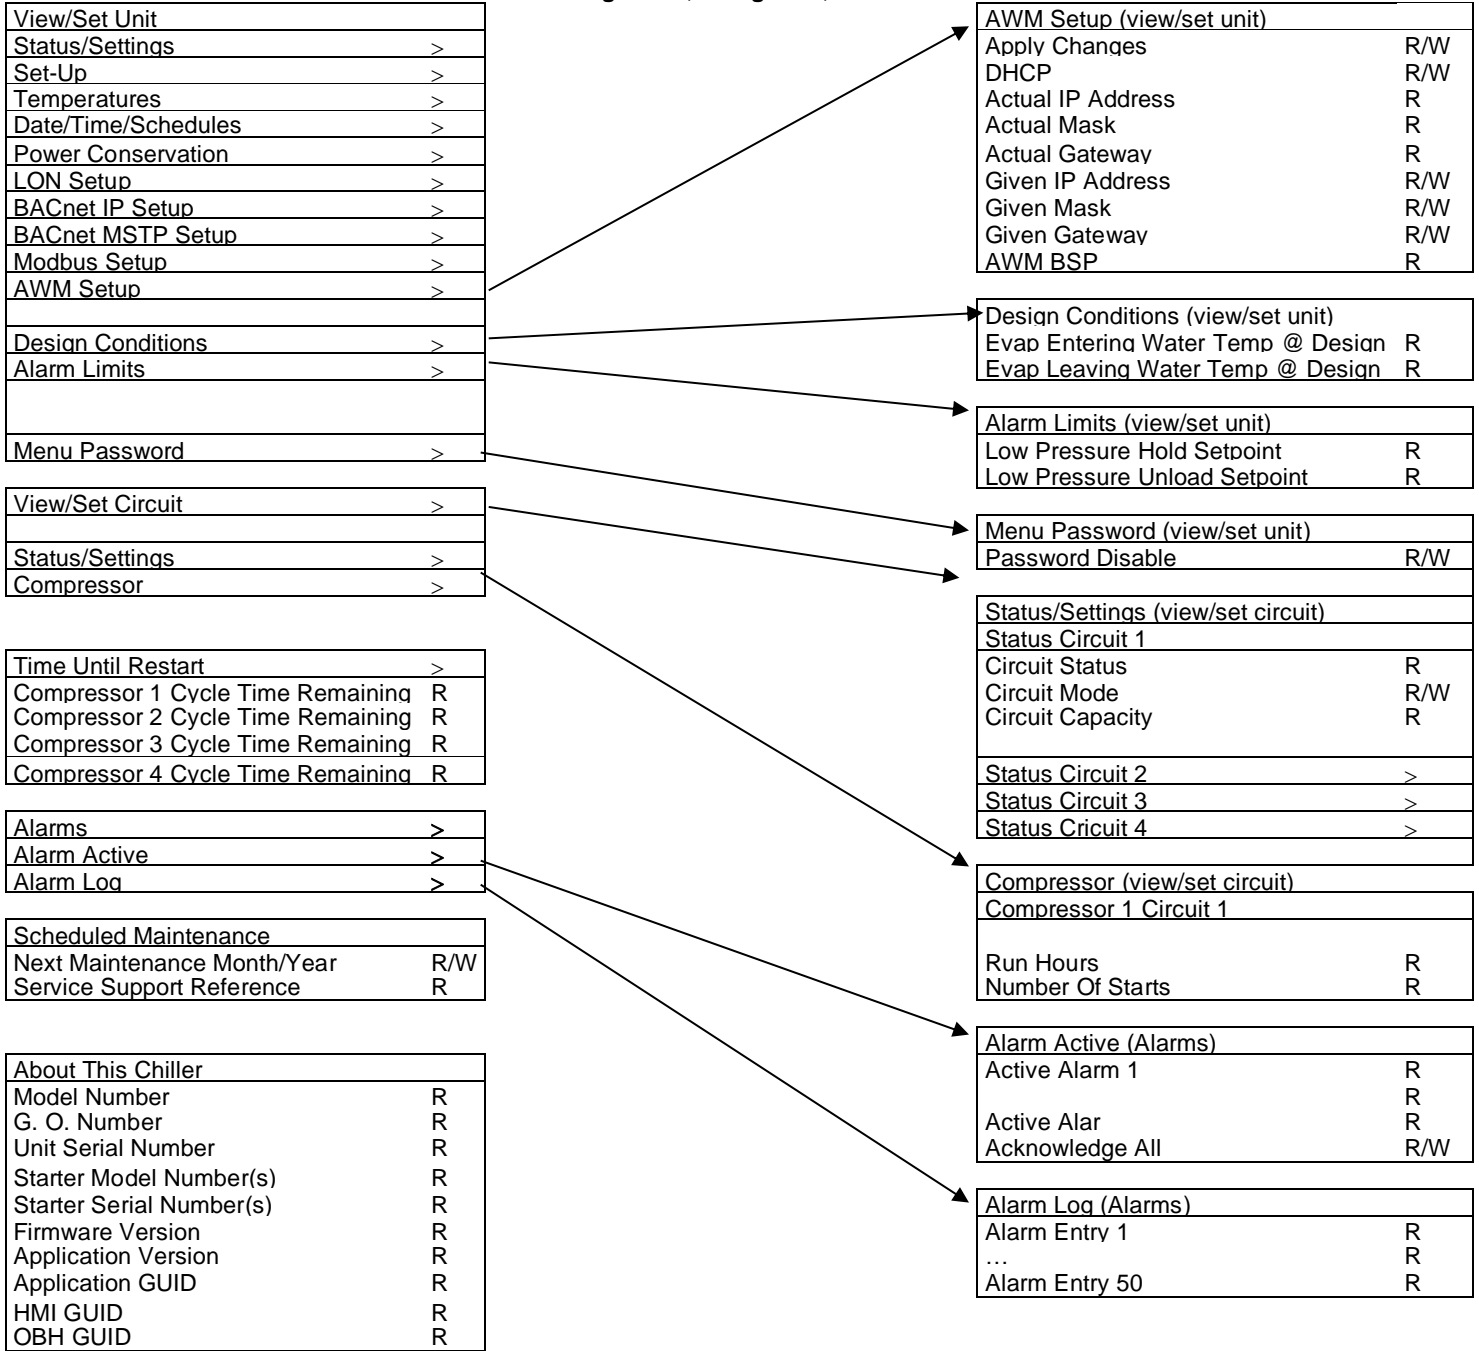 View/Set Unit
Status/Settings >
Set-Up >
Temperatures >
Date/Time/Schedules >
Power Conservation >
LON Setup >
BACnet IP Setup >
BACnet MSTP Setup >
Modbus Setup >
AWM Setup >
Design Conditions >
Alarm Limits >
Menu Password >
View/Set Circuit >
Status/Settings >
Compressor >
Time Until Restart >
Compressor 1 Cycle Time Remaining R
Compressor 2 Cycle Time Remaining R
Compressor 3 Cycle Time Remaining R
Compressor 4 Cycle Time Remaining R
Alarms >
Alarm Active >
Alarm Log >
Scheduled Maintenance
Next Maintenance Month/Year R/W
Service Support Reference R
About This Chiller
Model Number R
G. O. Number R
Unit Serial Number R
Starter Model Number(s) R
Starter Serial Number(s) R
Firmware Version R
Application Version R
Application GUID R
HMI GUID R
OBH GUID R
AWM Setup (view/set unit)
Apply Changes R/W
DHCP R/W
Actual IP Address R
Actual Mask R
Actual Gateway R
Given IP Address R/W
Given Mask R/W
Given Gateway R/W
AWM BSP R
Design Conditions (view/set unit)
Evap Entering Water Temp @ Design R
Evap Leaving Water Temp @ Design R
Alarm Limits (view/set unit)
Low Pressure Hold Setpoint R
Low Pressure Unload Setpoint R
Menu Password (view/set unit)
Password Disable R/W
Status/Settings (view/set circuit)
Status Circuit 1
Circuit Status R
Circuit Mode R/W
Circuit Capacity R
Status Circuit 2 >
Status Circuit 3 >
Status Cricuit 4 >
Compressor (view/set circuit)
Compressor 1 Circuit 1
Run Hours R
Number Of Starts R
Alarm Active (Alarms)
Active Alarm 1 R
R
Active Alar R
Acknowledge All R/W
Alarm Log (Alarms)
Alarm Entry 1 R
… R
Alarm Entry 50 R